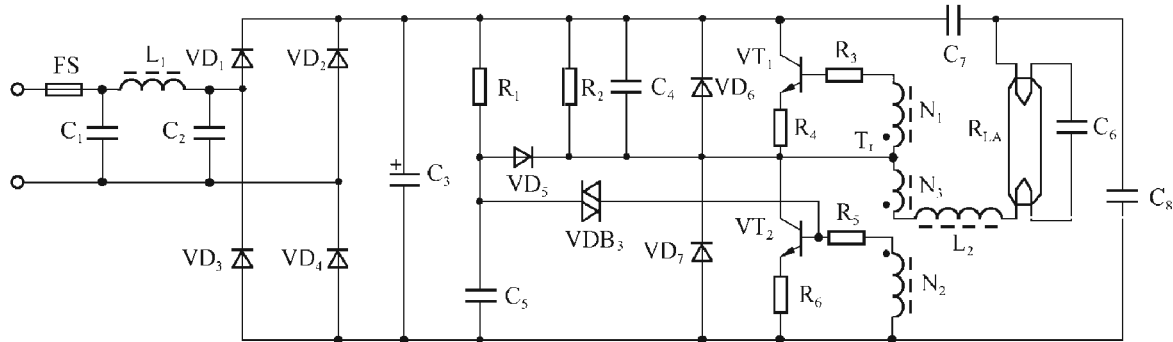 FS
L₁
VD₁
VD₂
C₁
C₂
C₃
+
R₁
R₂
C₄
VD₆
VT₁
R₃
R₄
N₁
Tᵣ
N₃
C₇
R_LA
C₆
C₈
VD₅
VDB₃
VT₂
R₅
L₂
VD₃
VD₄
VD₇
C₅
R₆
N₂